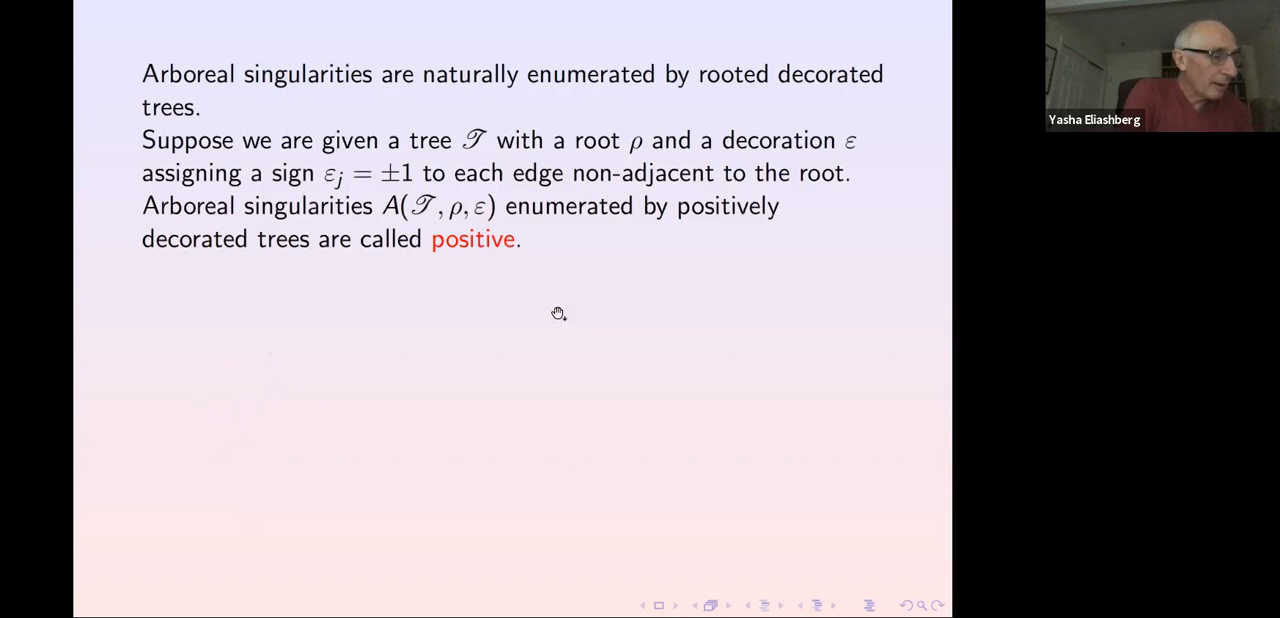 Arboreal singularities are naturally enumerated by rooted decorated
trees.
Suppose we are given a tree 𝒯 with a root ρ and a decoration ε
assigning a sign εⱼ = ±1 to each edge non-adjacent to the root.
Arboreal singularities A(𝒯, ρ, ε) enumerated by positively
decorated trees are called positive.
Yasha Eliashberg